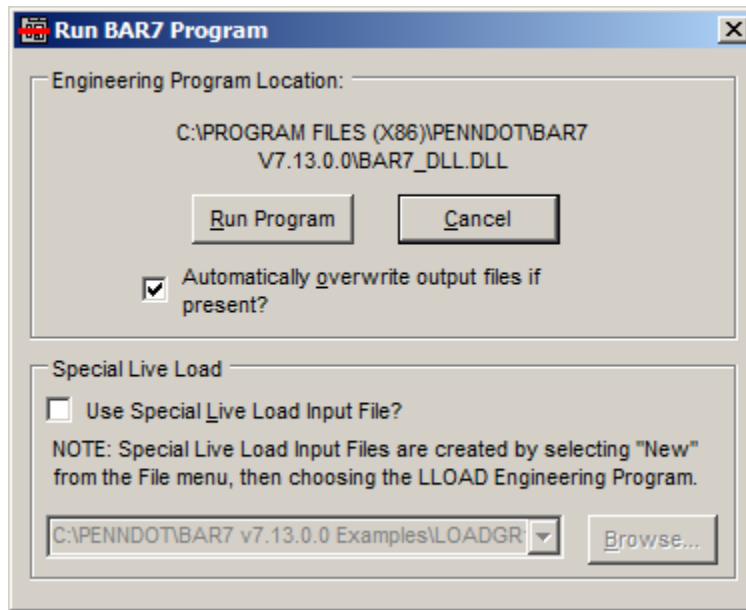 Run BAR7 Program
Engineering Program Location:
C:\PROGRAM FILES (X86)\PENNDOT\BAR7
V7.13.0.0\BAR7_DLL.DLL
Run Program
Cancel
Automatically overwrite output files if
present?
Special Live Load
Use Special Live Load Input File?
NOTE: Special Live Load Input Files are created by selecting "New"
from the File menu, then choosing the LLOAD Engineering Program.
C:\PENNDOT\BAR7 v7.13.0.0 Examples\LOADGR
Browse...